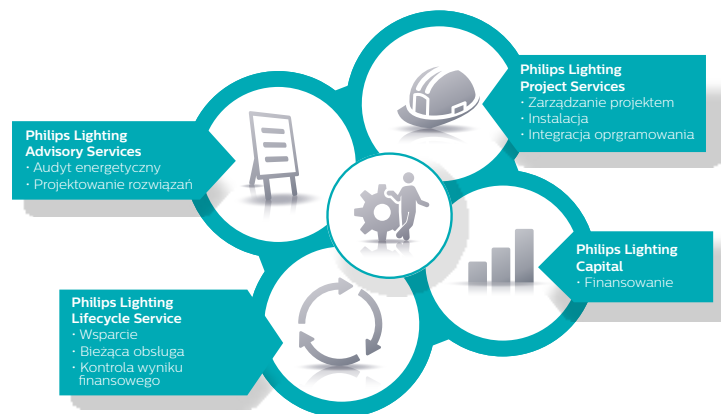 Philips Lighting
Project Services
· Zarządzanie projektem
· Instalacja
· Integracja oprgramowania
Philips Lighting
Advisory Services
· Audyt energetyczny
· Projektowanie rozwiązań
Philips Lighting
Capital
· Finansowanie
Philips Lighting
Lifecycle Service
· Wsparcie
· Bieżąca obsługa
· Kontrola wyniku
finansowego